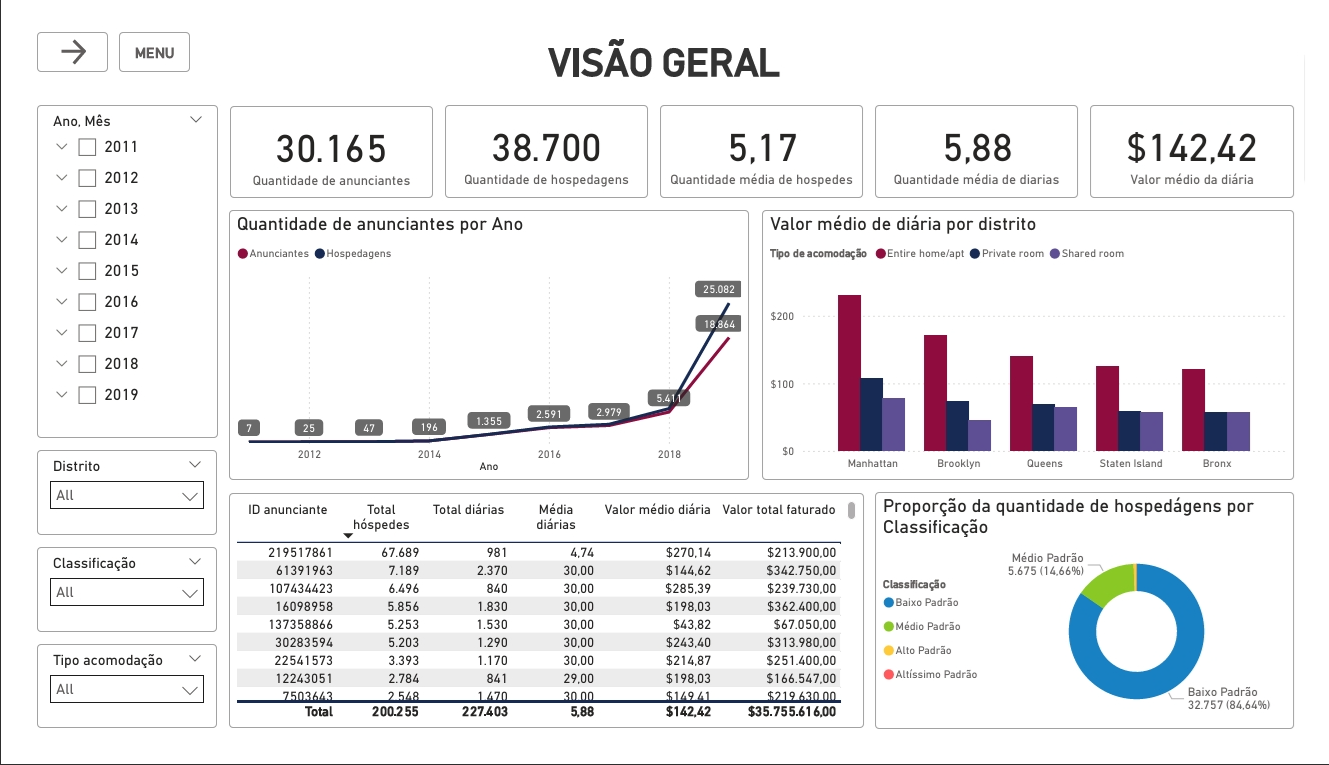 MENU
VISÃO GERAL
Ano, Mês
2011
2012
2013
2014
2015
2016
2017
2018
2019
Distrito
All
Classificação
All
Tipo acomodação
All
30.165
Quantidade de anunciantes
38.700
Quantidade de hospedagens
5,17
Quantidade média de hospedes
5,88
Quantidade média de diarias
$142,42
Valor médio da diária
Quantidade de anunciantes por Ano
Anunciantes Hospedagens
25.082
18.864
5.411
2.979
2.591
1.355
196
47
25
7
2012 2014 2016 2018
Ano
Valor médio de diária por distrito
Tipo de acomodação Entire home/apt Private room Shared room
$200
$100
$0
Manhattan Brooklyn Queens Staten Island Bronx
ID anunciante Total hóspedes Total diárias Média diárias Valor médio diária Valor total faturado
219517861 67.689 981 4,74 $270,14 $213.900,00
61391963 7.189 2.370 30,00 $144,62 $342.750,00
107434423 6.496 840 30,00 $285,39 $239.730,00
16098958 5.856 1.830 30,00 $198,03 $362.400,00
137358866 5.253 1.530 30,00 $43,82 $67.050,00
30283594 5.203 1.290 30,00 $243,40 $313.980,00
22541573 3.393 1.170 30,00 $214,87 $251.400,00
12243051 2.784 841 29,00 $198,03 $166.547,00
7503643 2.548 1.470 30,00 $149,41 $219.630,00
Total 200.255 227.403 5,88 $142,42 $35.755.616,00
Proporção da quantidade de hospedágens por
Classificação
Classificação
Baixo Padrão
Médio Padrão
Alto Padrão
Altíssimo Padrão
Médio Padrão
5.675 (14,66%)
Baixo Padrão
32.757 (84,64%)